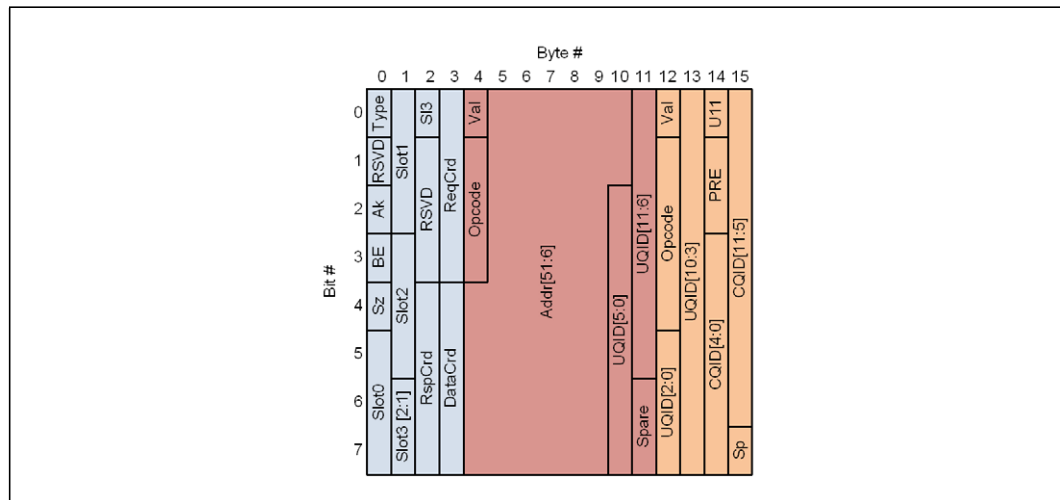 Byte #
0 1 2 3 4 5 6 7 8 9 10 11 12 13 14 15
Bit #
0
1
2
3
4
5
6
7
Type
RSVD
Ak
BE
Sz
Slot0
Slot1
Slot2
Slot3 [2:1]
Sl3
RSVD
RspCrd
ReqCrd
DataCrd
Val
Opcode
Addr[51:6]
UQID[5:0]
UQID[11:6]
Spare
Val
Opcode
UQID[2:0]
UQID[10:3]
U11
PRE
CQID[4:0]
CQID[11:5]
Sp